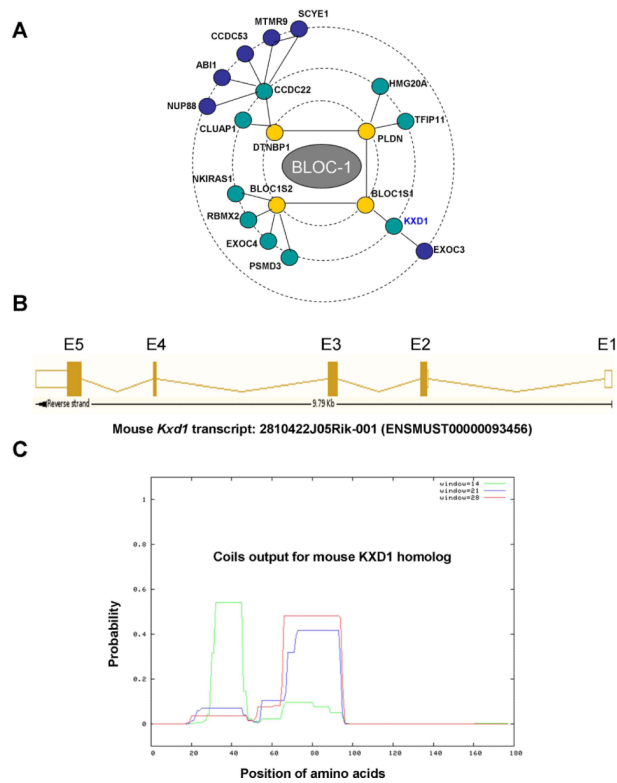 A
SCYE1
MTMR9
CCDC53
ABI1
NUP88
CCDC22
CLUAP1
DTNBP1
HMG20A
TFIP11
PLDN
BLOC-1
NKIRAS1
BLOC1S2
BLOC1S1
RBMX2
KXD1
EXOC4
EXOC3
PSMD3
B
E5 E4 E3 E2 E1
Reverse strand 9.79 Kb
Mouse Kxd1 transcript: 2810422J05Rik-001 (ENSMUST00000093456)
C
window=14
window=21
window=28
Coils output for mouse KXD1 homolog
Probability
1
0.8
0.6
0.4
0.2
0
0 20 40 60 80 100 120 140 160 180
Position of amino acids